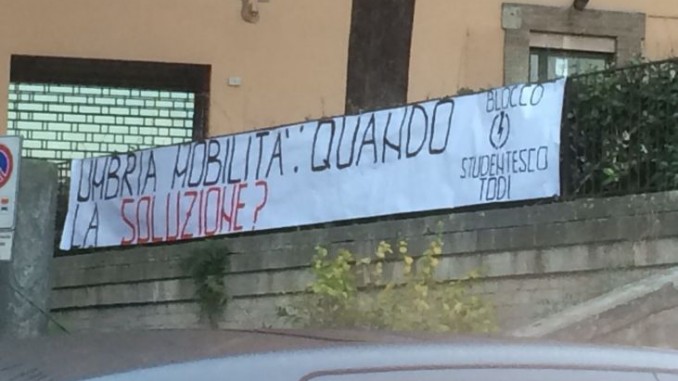 UMBRIA MOBILITA': QUANDO
LA SOLUZIONE?
BLOCCO
STUDENTESCO
TODI